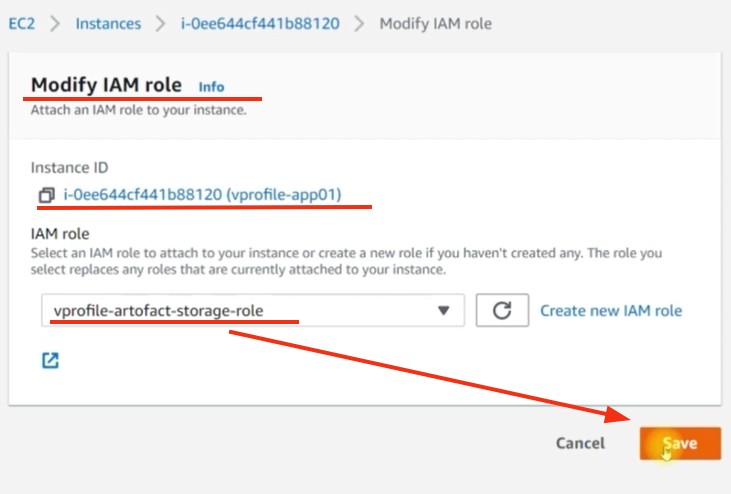 EC2 > Instances > i-0ee644cf441b88120 > Modify IAM role
Modify IAM role Info
Attach an IAM role to your instance.
Instance ID
i-0ee644cf441b88120 (vprofile-app01)
IAM role
Select an IAM role to attach to your instance or create a new role if you haven't created any. The role you
select replaces any roles that are currently attached to your instance.
vprofile-artofact-storage-role
Create new IAM role
Cancel
Save